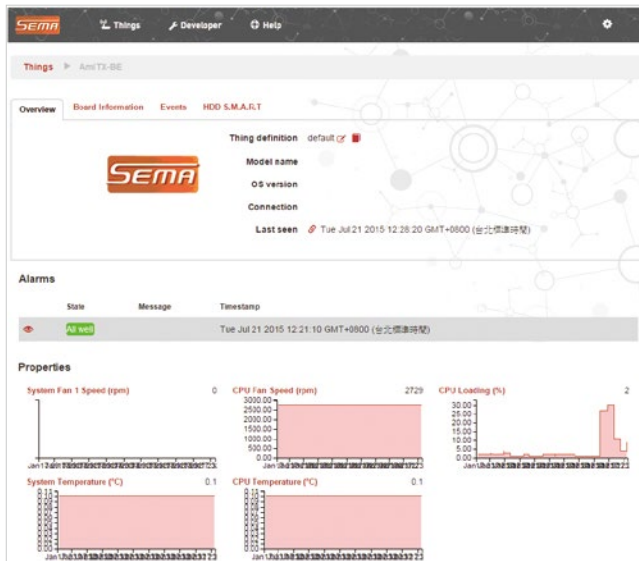 SEMA Things Developer Help
Things AmiTX-BE
Overview Board Information Events HDD S.M.A.R.T
Thing definition default
SEMA
Model name
OS version
Connection
Last seen Tue Jul 21 2015 12:28:20 GMT+0800 (台北標準時間)
Alarms
State Message Timestamp
All well Tue Jul 21 2015 12:21:10 GMT+0800 (台北標準時間)
Properties
System Fan 1 Speed (rpm) 0 CPU Fan Speed (rpm) 2729 CPU Loading (%) 2
3000.00
2500.00
2000.00
1500.00
1000.00
500.00
0.00
30.00
25.00
20.00
15.00
10.00
5.00
0.00
System Temperature (°C) 0.1 CPU Temperature (°C) 0.1